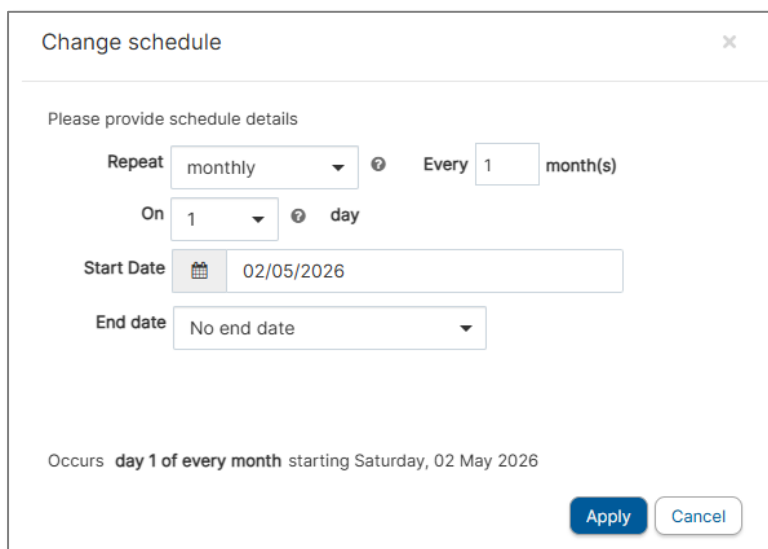 Change schedule ×
Please provide schedule details
Repeat monthly Every 1 month(s)
On 1 day
Start Date 02/05/2026
End date No end date
Occurs day 1 of every month starting Saturday, 02 May 2026
Apply Cancel